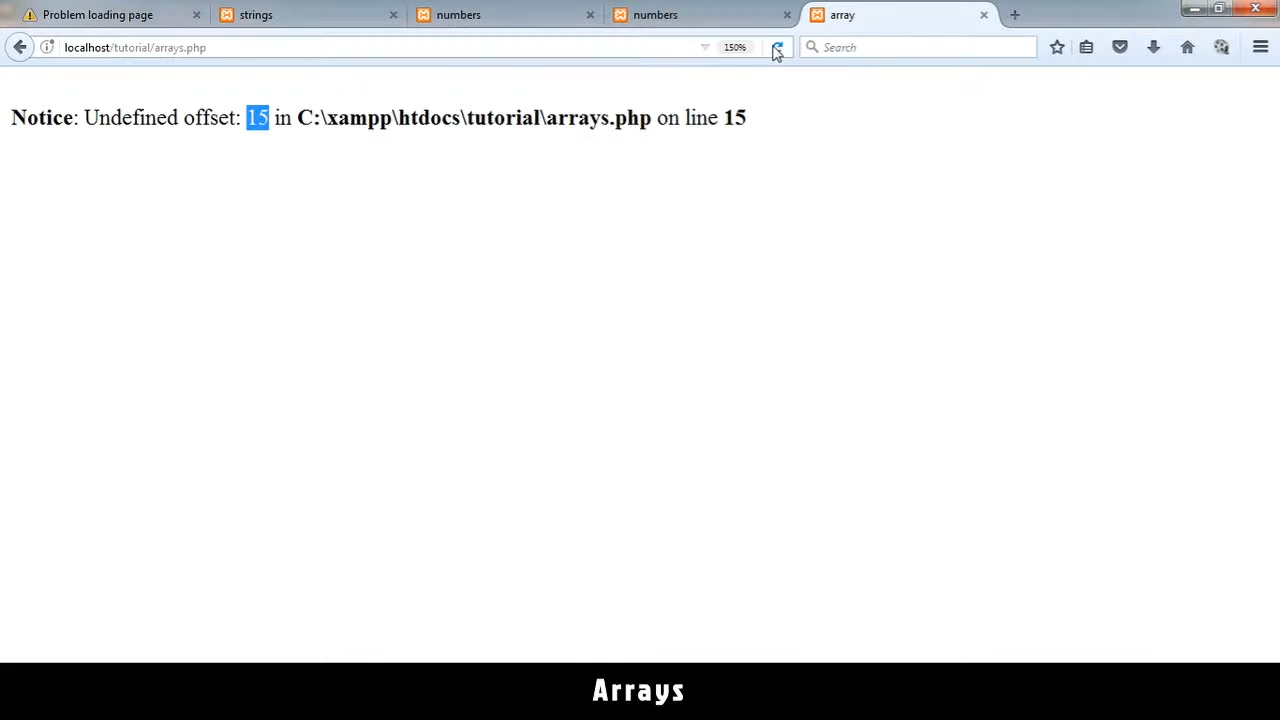 Problem loading page
strings
numbers
numbers
array
localhost/tutorial/arrays.php
150%
Search
Notice: Undefined offset: 15 in C:\xampp\htdocs\tutorial\arrays.php on line 15
Arrays